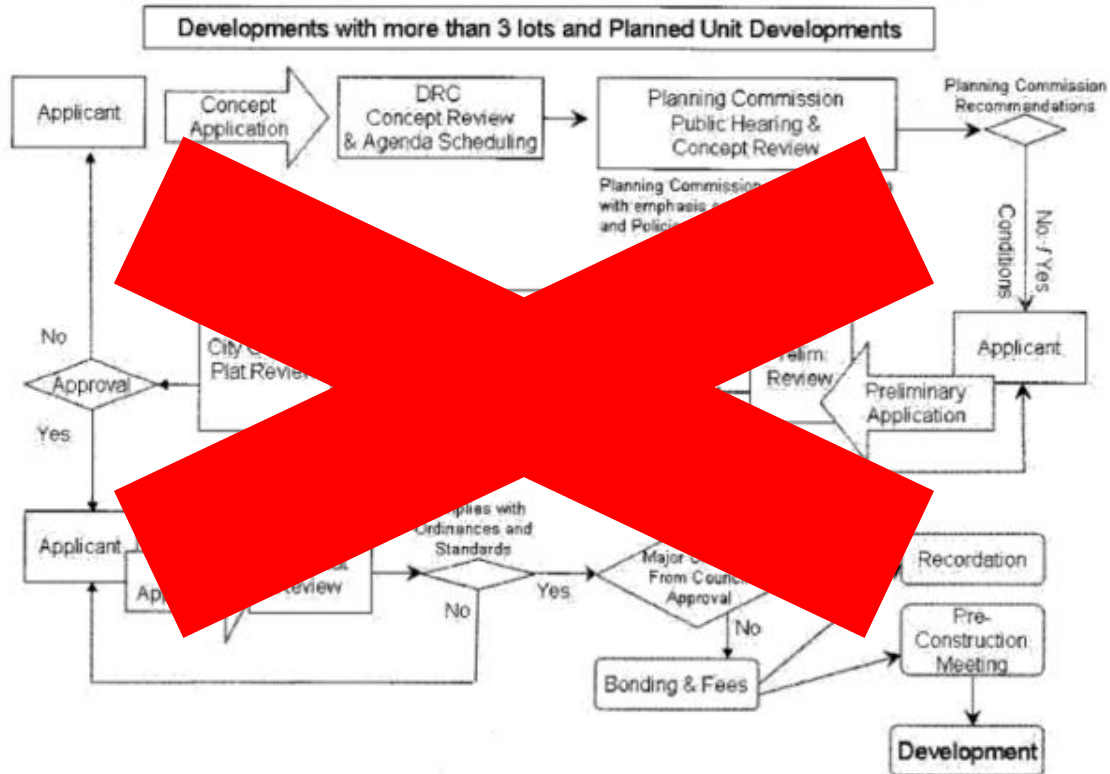 Developments with more than 3 lots and Planned Unit Developments
Applicant
Concept
Application
DRC
Concept Review
& Agenda Scheduling
Planning Commission
Public Hearing &
Concept Review
Planning Commission
Recommendations
Planning Commission
with emphasis
and
No / Yes
Conditions
Applicant
Preliminary
Application
Review
City
Plat Review
Approval
No
Yes
Applicant
Review
with
Ordinances and
Standards
No
Yes
Major
From Council
Approval
No
Bonding & Fees
Recordation
Pre-
Construction
Meeting
Development